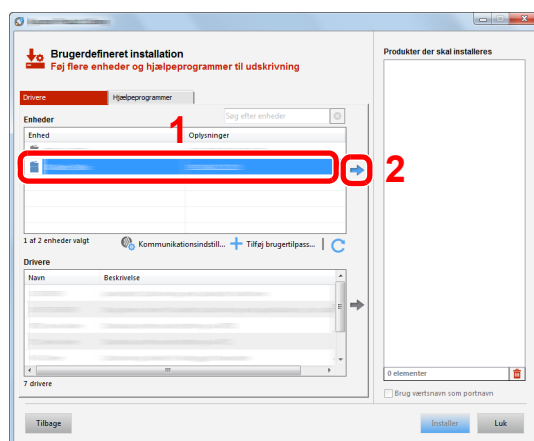 Brugerdefineret installation
Føj flere enheder og hjælpeprogrammer til udskrivning
Produkter der skal installeres
Drivere
Hjælpeprogrammer
Enheder
Søg efter enheder
1
Enhed
Oplysninger
2
1 af 2 enheder valgt
Kommunikationsindstill...
Tilføj brugertilpass...
Drivere
Navn
Beskrivelse
7 drivere
0 elementer
Brug værtsnavn som portnavn
Tilbage
Installer
Luk